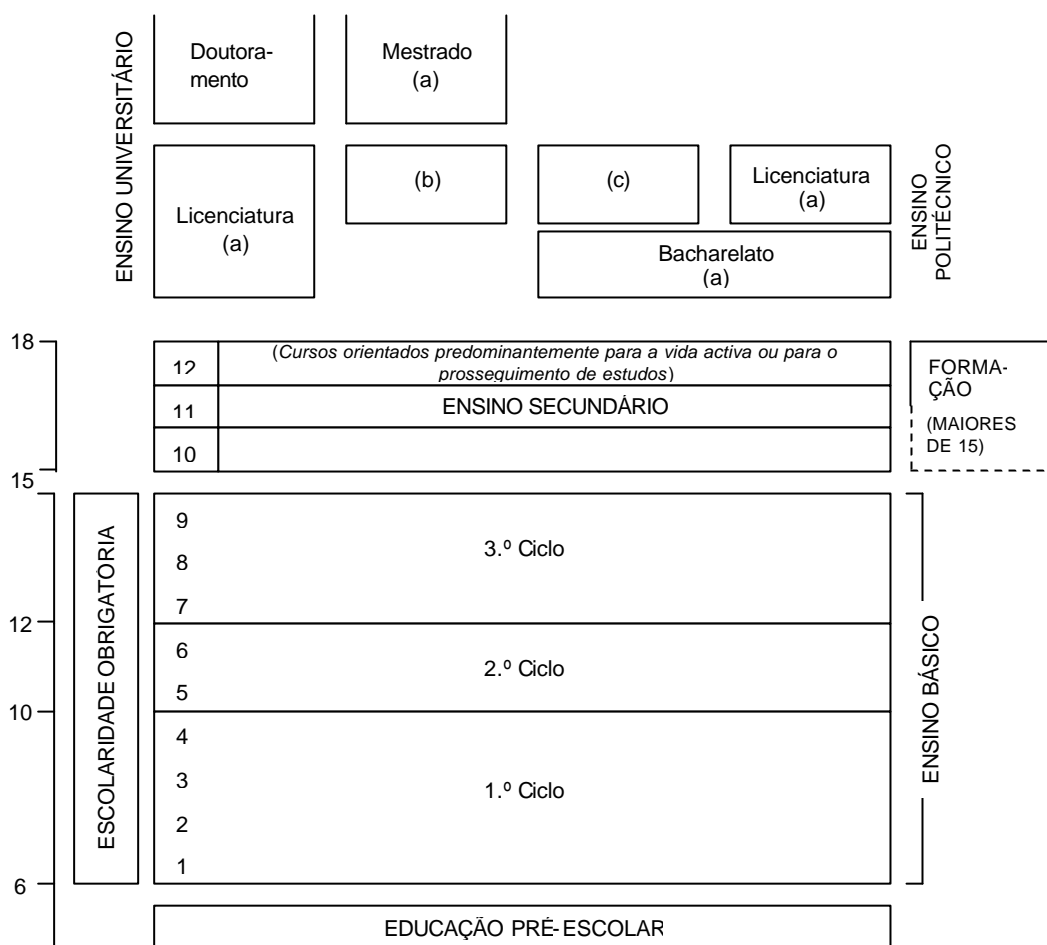 ENSINO UNIVERSITÁRIO
Doutora-
mento
Mestrado
(a)
Licenciatura
(a)
(b)
(c)
Licenciatura
(a)
Bacharelato
(a)
ENSINO
POLITÉCNICO
18
12
(Cursos orientados predominantemente para a vida activa ou para o
prosseguimento de estudos)
11
ENSINO SECUNDÁRIO
10
15
FORMA-
ÇÃO
(MAIORES
DE 15)
ESCOLARIDADE OBRIGATÓRIA
9
8
7
3.º Ciclo
12
6
5
2.º Ciclo
10
4
3
2
1
1.º Ciclo
6
ENSINO BÁSICO
EDUCAÇÃO PRÉ-ESCOLAR